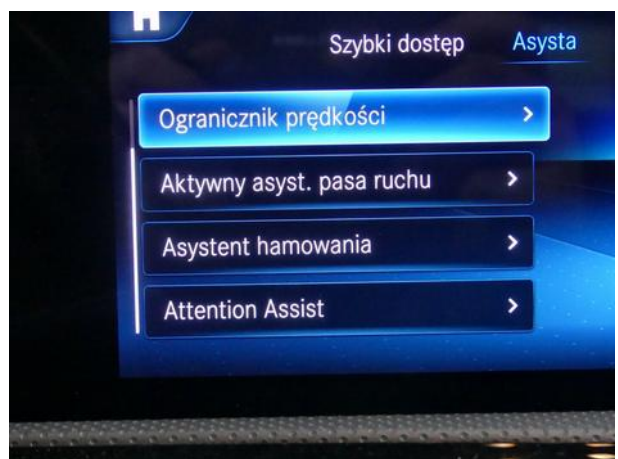 Szybki dostęp Asysta
Ogranicznik prędkości
Aktywny asyst. pasa ruchu
Asystent hamowania
Attention Assist